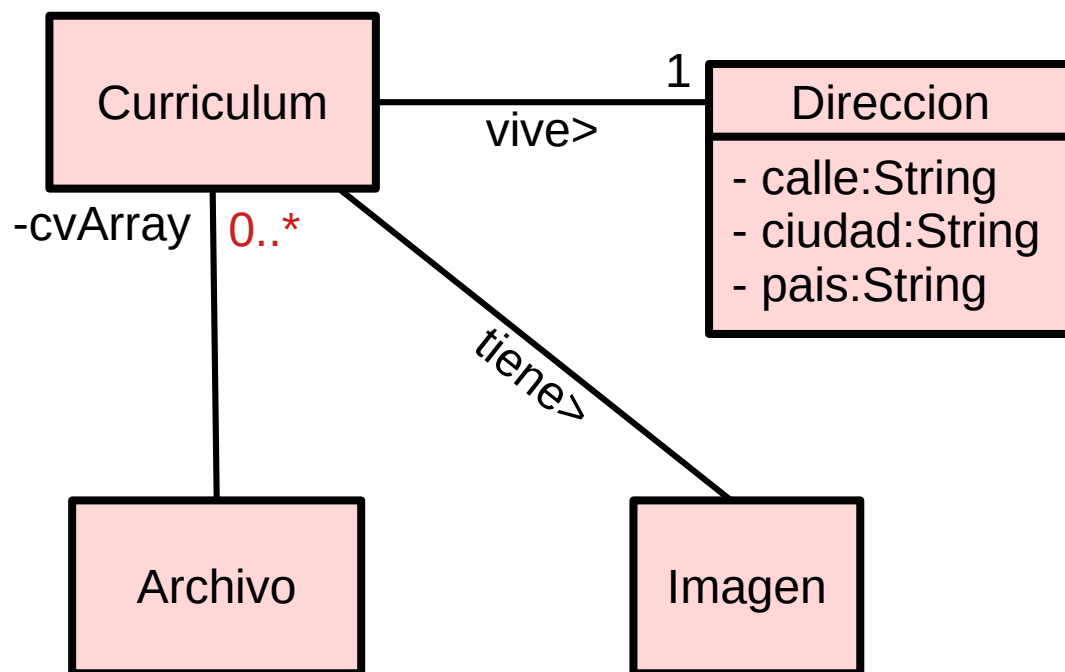 Curriculum
1
Direccion
vive>
- calle:String
- ciudad:String
- pais:String
-cvArray
0..*
tiene>
Archivo
Imagen